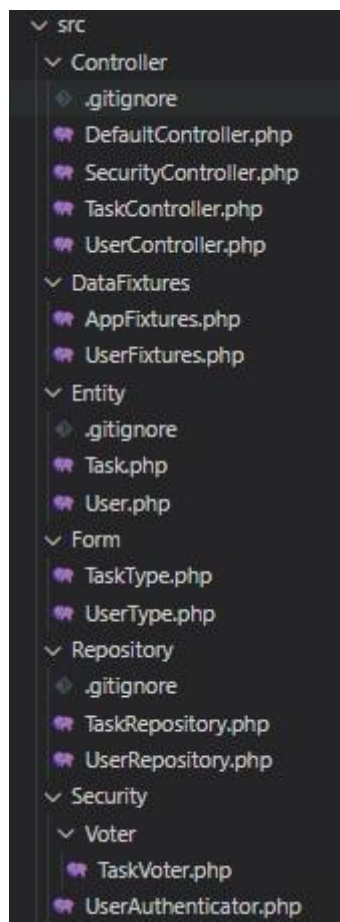 src
Controller
.gitignore
DefaultController.php
SecurityController.php
TaskController.php
UserController.php
DataFixtures
AppFixtures.php
UserFixtures.php
Entity
.gitignore
Task.php
User.php
Form
TaskType.php
UserType.php
Repository
.gitignore
TaskRepository.php
UserRepository.php
Security
Voter
TaskVoter.php
UserAuthenticator.php